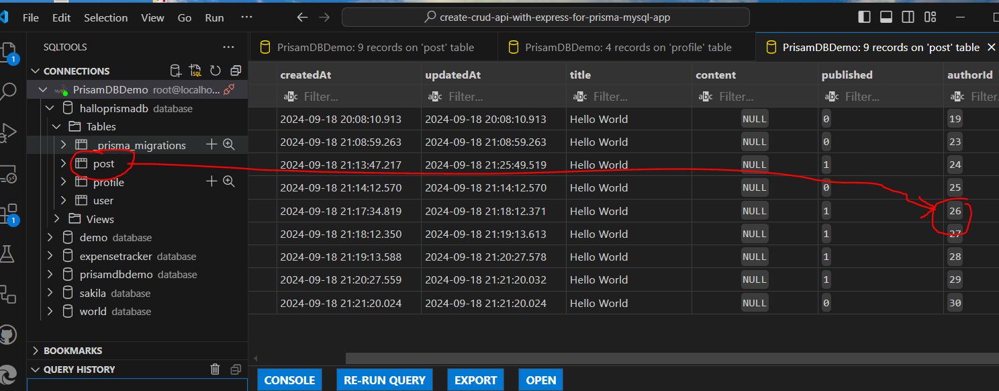 File Edit Selection View Go Run ··· create-crud-api-with-express-for-prisma-mysql-app
SQLTOOLS ···
PrisamDBDemo: 9 records on 'post' table PrisamDBDemo: 4 records on 'profile' table PrisamDBDemo: 9 records on 'post' table
1
CONNECTIONS
SQL
PrisamDBDemo root@localho...
halloprismadb database
Tables
_prisma_migrations
post
profile
user
Views
1
demo database
expensetracker database
prisamdbdemo database
sakila database
world database
BOOKMARKS
QUERY HISTORY
createdAt updatedAt title content published authorId
abc Filter... abc Filter... abc Filter... abc Filter... abc Filter... abc Filter
2024-09-18 20:08:10.913 2024-09-18 20:08:10.913 Hello World NULL 0 19
2024-09-18 21:08:59.263 2024-09-18 21:08:59.263 Hello World NULL 0 23
2024-09-18 21:13:47.217 2024-09-18 21:25:49.519 Hello World NULL 1 24
2024-09-18 21:14:12.570 2024-09-18 21:14:12.570 Hello World NULL 0 25
2024-09-18 21:17:34.819 2024-09-18 21:18:12.371 Hello World NULL 1 26
2024-09-18 21:18:12.350 2024-09-18 21:19:13.613 Hello World NULL 1 27
2024-09-18 21:19:13.588 2024-09-18 21:20:27.578 Hello World NULL 1 28
2024-09-18 21:20:27.559 2024-09-18 21:21:20.032 Hello World NULL 1 29
2024-09-18 21:21:20.024 2024-09-18 21:21:20.024 Hello World NULL 0 30
CONSOLE RE-RUN QUERY EXPORT OPEN